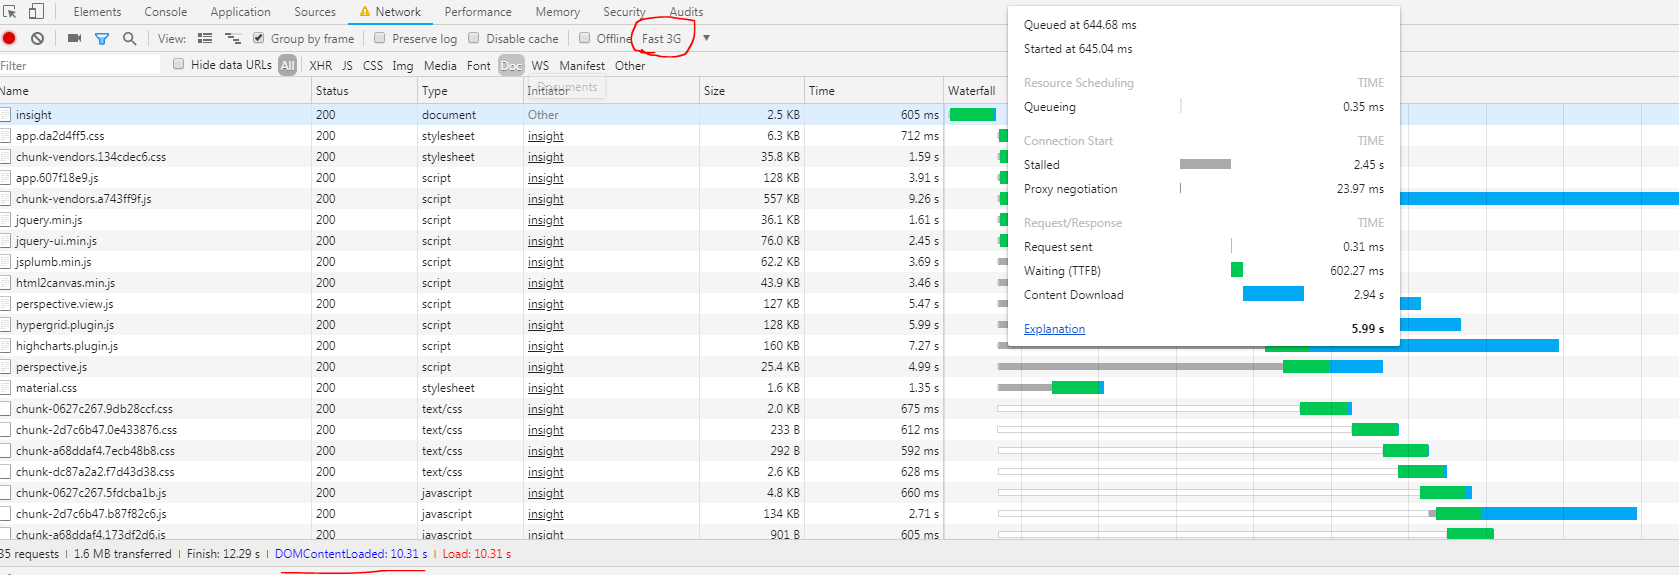 Elements Console Application Sources Network Performance Memory Security Audits
View: Group by frame Preserve log Disable cache Offline Fast 3G
Filter Hide data URLs All XHR JS CSS Img Media Font Doc WS Manifest Other
Documents
Name Status Type Initiator Size Time Waterfall
insight 200 document Other 2.5 KB 605 ms
app.da2d4ff5.css 200 stylesheet insight 6.3 KB 712 ms
chunk-vendors.134cdec6.css 200 stylesheet insight 35.8 KB 1.59 s
app.607f18e9.js 200 script insight 128 KB 3.91 s
chunk-vendors.a743ff9f.js 200 script insight 557 KB 9.26 s
jquery.min.js 200 script insight 36.1 KB 1.61 s
jquery-ui.min.js 200 script insight 76.0 KB 2.45 s
jsplumb.min.js 200 script insight 62.2 KB 3.69 s
html2canvas.min.js 200 script insight 43.9 KB 3.46 s
perspective.view.js 200 script insight 127 KB 5.47 s
hypergrid.plugin.js 200 script insight 128 KB 5.99 s
highcharts.plugin.js 200 script insight 160 KB 7.27 s
perspective.js 200 script insight 25.4 KB 4.99 s
material.css 200 stylesheet insight 1.6 KB 1.35 s
chunk-0627c267.9db28ccf.css 200 text/css insight 2.0 KB 675 ms
chunk-2d7c6b47.0e433876.css 200 text/css insight 233 B 612 ms
chunk-a68ddaf4.7ecb48b8.css 200 text/css insight 292 B 592 ms
chunk-dc87a2a2.f7d43d38.css 200 text/css insight 2.6 KB 628 ms
chunk-0627c267.5fdcba1b.js 200 javascript insight 4.8 KB 660 ms
chunk-2d7c6b47.b87f82c6.js 200 javascript insight 134 KB 2.71 s
chunk-a68ddaf4.173df2d6.js 200 javascript insight 901 B 605 ms
35 requests | 1.6 MB transferred | Finish: 12.29 s | DOMContentLoaded: 10.31 s | Load: 10.31 s
Queued at 644.68 ms
Started at 645.04 ms
Resource Scheduling TIME
Queueing 0.35 ms
Connection Start TIME
Stalled 2.45 s
Proxy negotiation 23.97 ms
Request/Response TIME
Request sent 0.31 ms
Waiting (TTFB) 602.27 ms
Content Download 2.94 s
Explanation 5.99 s